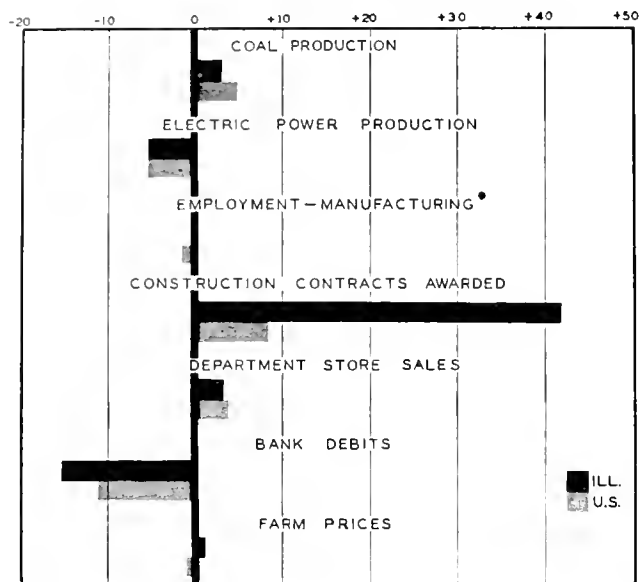 -20 -10 0 +10 +20 +30 +40 +50
COAL PRODUCTION
ELECTRIC POWER PRODUCTION
EMPLOYMENT—MANUFACTURING*
CONSTRUCTION CONTRACTS AWARDED
DEPARTMENT STORE SALES
BANK DEBITS
ILL.
U.S.
FARM PRICES